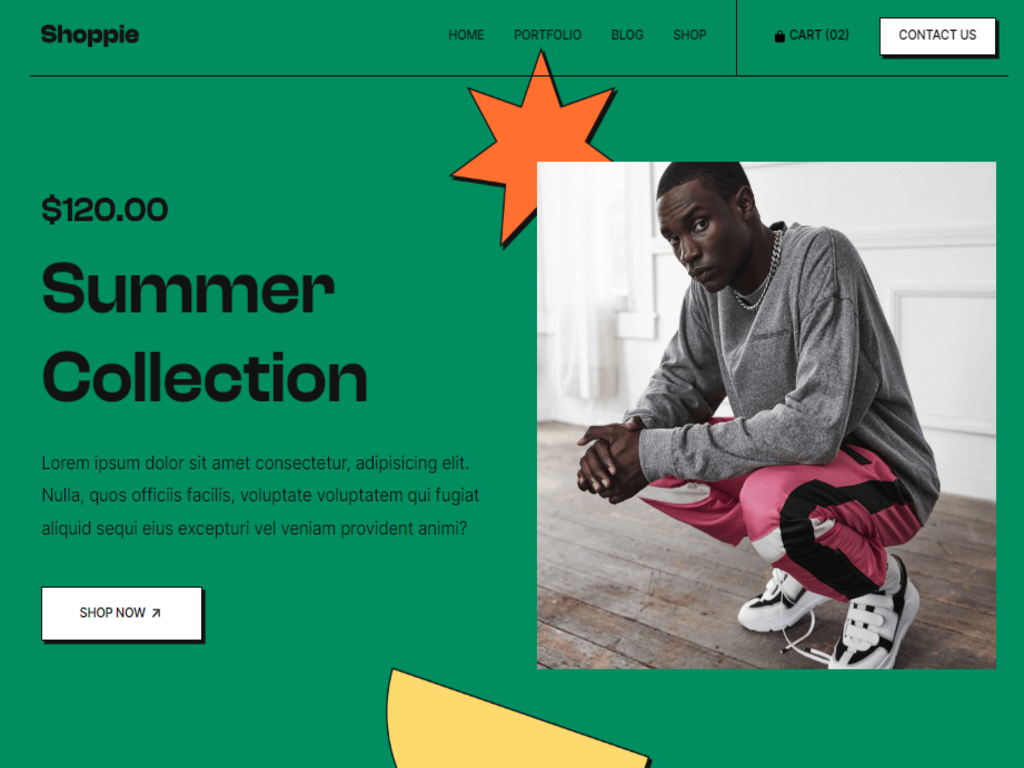 Shoppie
HOME
PORTFOLIO
BLOG
SHOP
CART (02)
CONTACT US
$120.00
Summer
Collection
Lorem ipsum dolor sit amet consectetur, adipisicing elit.
Nulla, quos officiis facilis, voluptate voluptatem qui fugiat
aliquid sequi eius excepturi vel veniam provident animi?
SHOP NOW